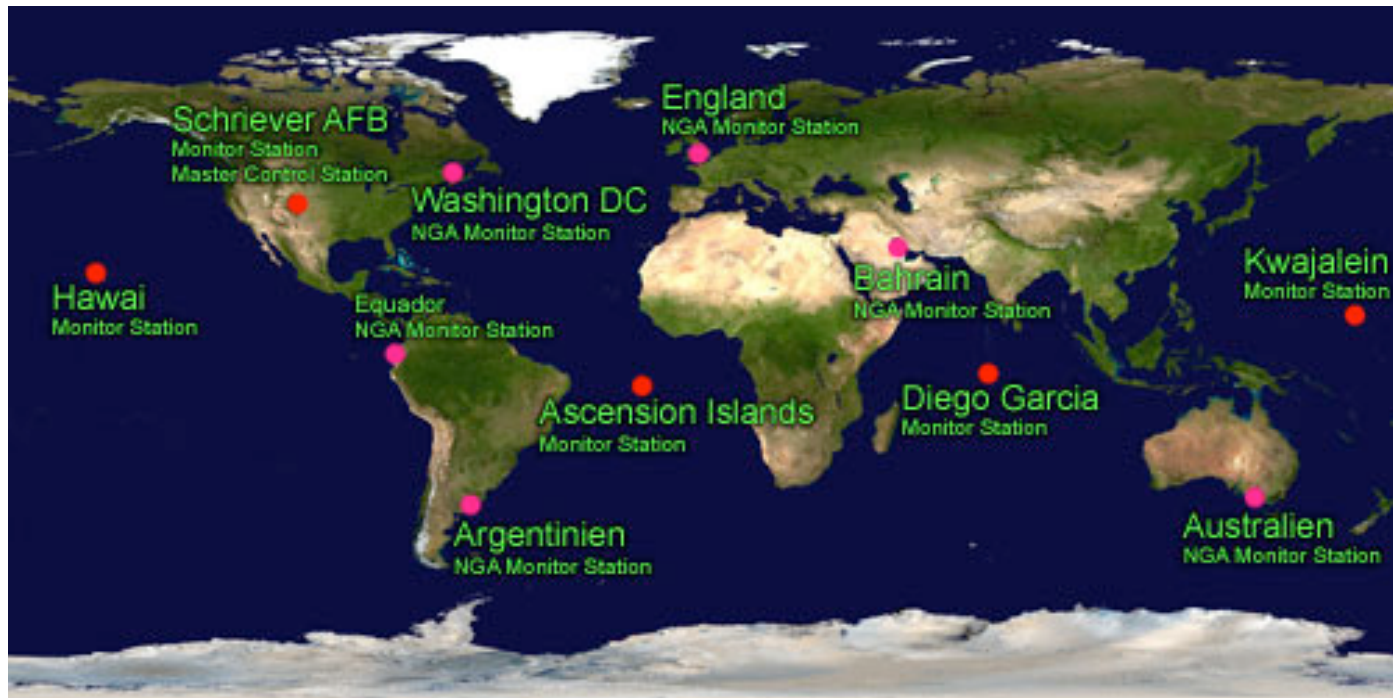 England
NGA Monitor Station
Schriever AFB
Monitor Station
Master Control Station
Washington DC
NGA Monitor Station
Kwajalein
Monitor Station
Bahrain
NGA Monitor Station
Hawai
Monitor Station
Equador
NGA Monitor Station
Ascension Islands
Monitor Station
Diego Garcia
Monitor Station
Argentinien
NGA Monitor Station
Australien
NGA Monitor Station